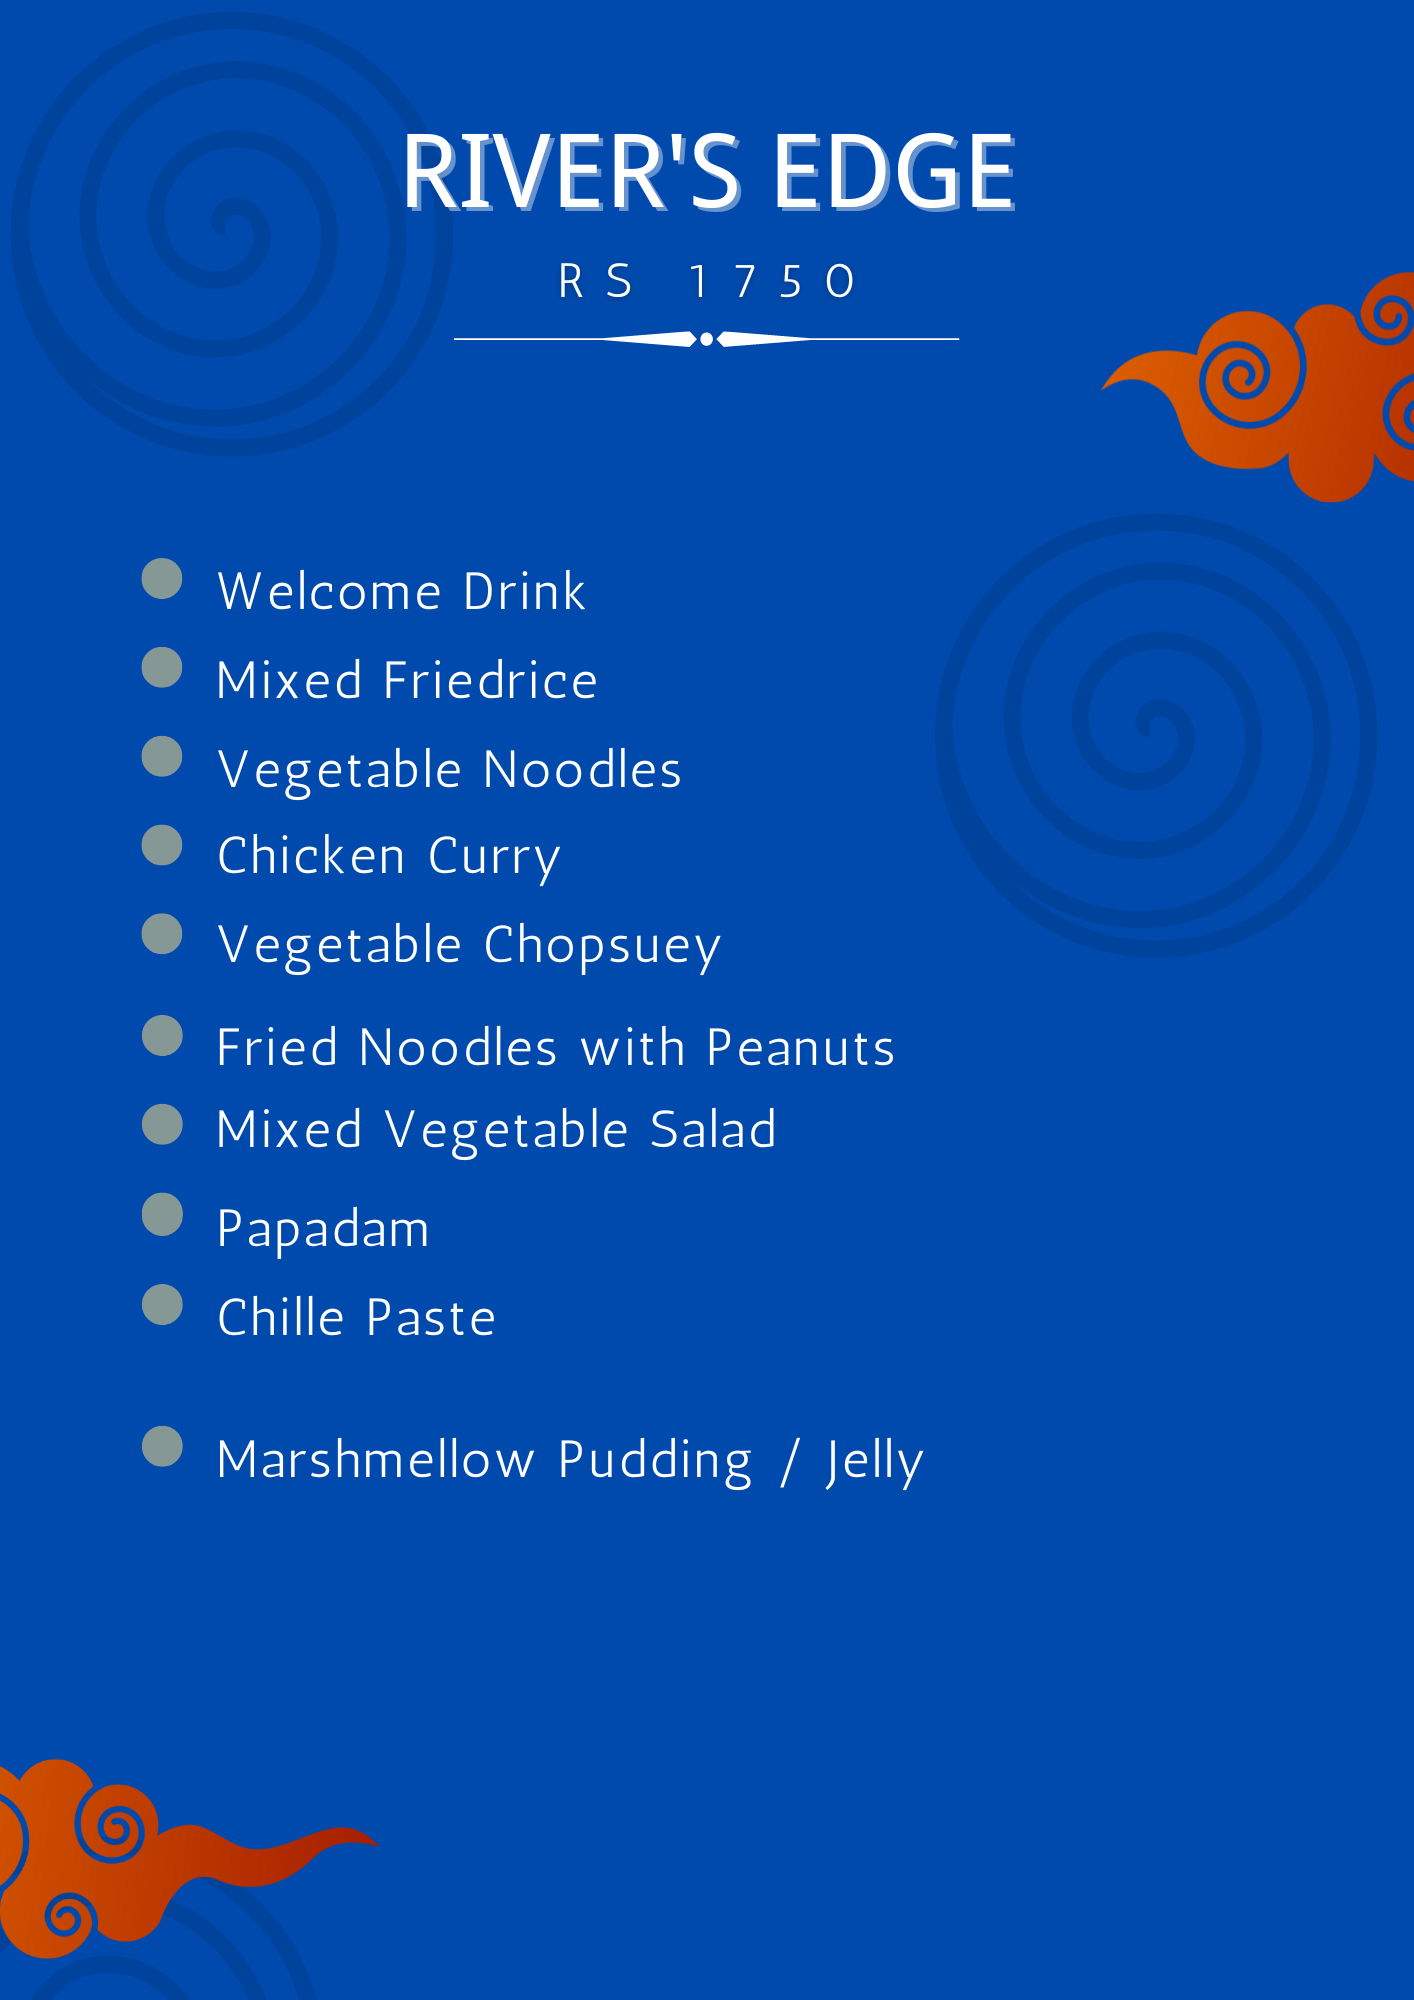 RIVER'S EDGE
RS 1750
Welcome Drink
Mixed Friedrice
Vegetable Noodles
Chicken Curry
Vegetable Chopsuey
Fried Noodles with Peanuts
Mixed Vegetable Salad
Papadam
Chille Paste
Marshmellow Pudding / Jelly